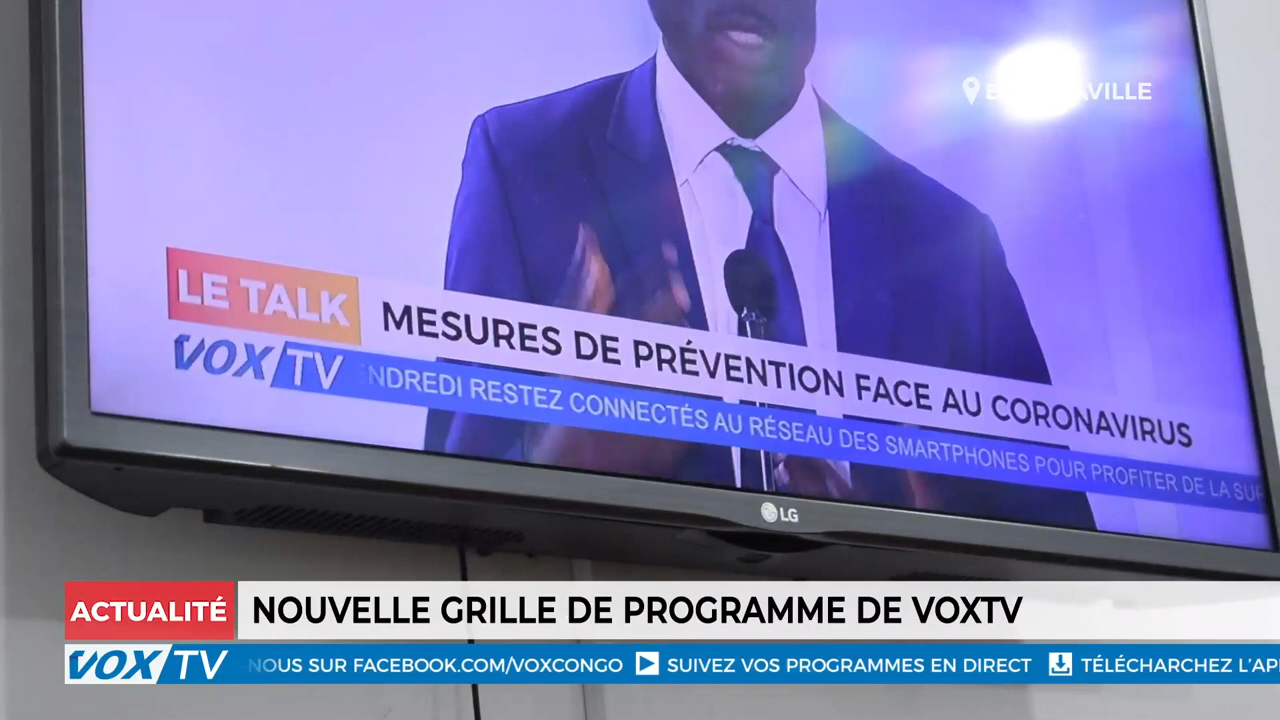 LE TALK
MESURES DE PRÉVENTION FACE AU CORONAVIRUS
VOX/TV
NDREDI RESTEZ CONNECTÉS AU RÉSEAU DES SMARTPHONES POUR PROFITER DE LA
LG
ACTUALITÉ
NOUVELLE GRILLE DE PROGRAMME DE VOXTV
VOX/TV
NOUS SUR FACEBOOK.COM/VOXCONGO SUIVEZ VOS PROGRAMMES EN DIRECT TÉLÉCHARCHEZ L'AP